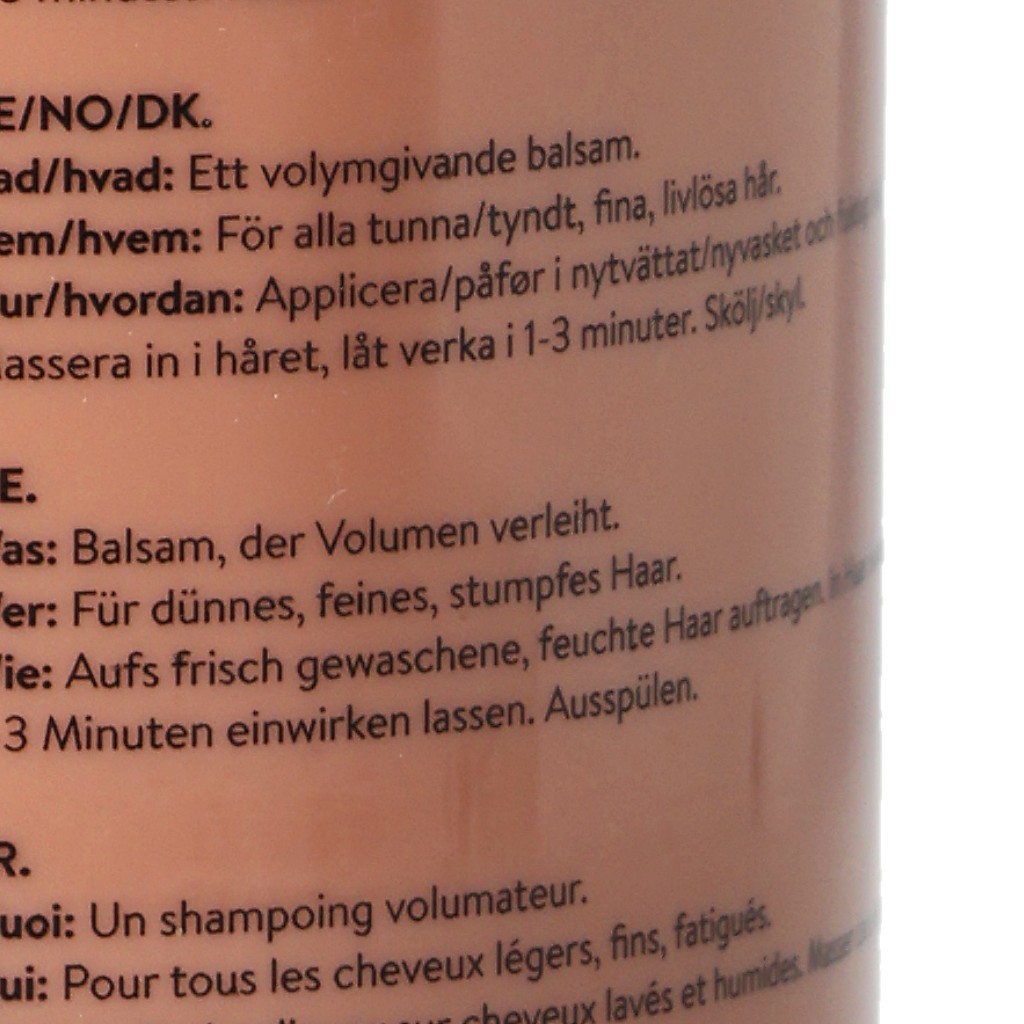 E/NO/DK.
ad/hvad: Ett volymgivande balsam.
em/hvem: För alla tunna/tyndt, fina, livlösa hår.
ur/hvordan: Applicera/påfør i nytvättat/nyvasket och
assera in i håret, låt verka i 1-3 minuter. Skölj/skyl.
E.
as: Balsam, der Volumen verleiht.
er: Für dünnes, feines, stumpfes Haar.
ie: Aufs frisch gewaschene, feuchte Haar auftragen. In Haar
3 Minuten einwirken lassen. Ausspülen.
R.
uoi: Un shampoing volumateur.
ui: Pour tous les cheveux légers, fins, fatigués.
cheveux lavés et humides. Masser